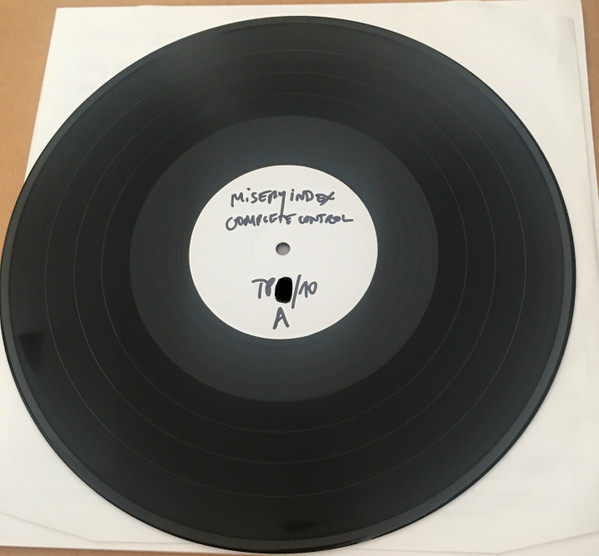 MISERY INDEX
COMPLETE CONTROL
TP /10
A